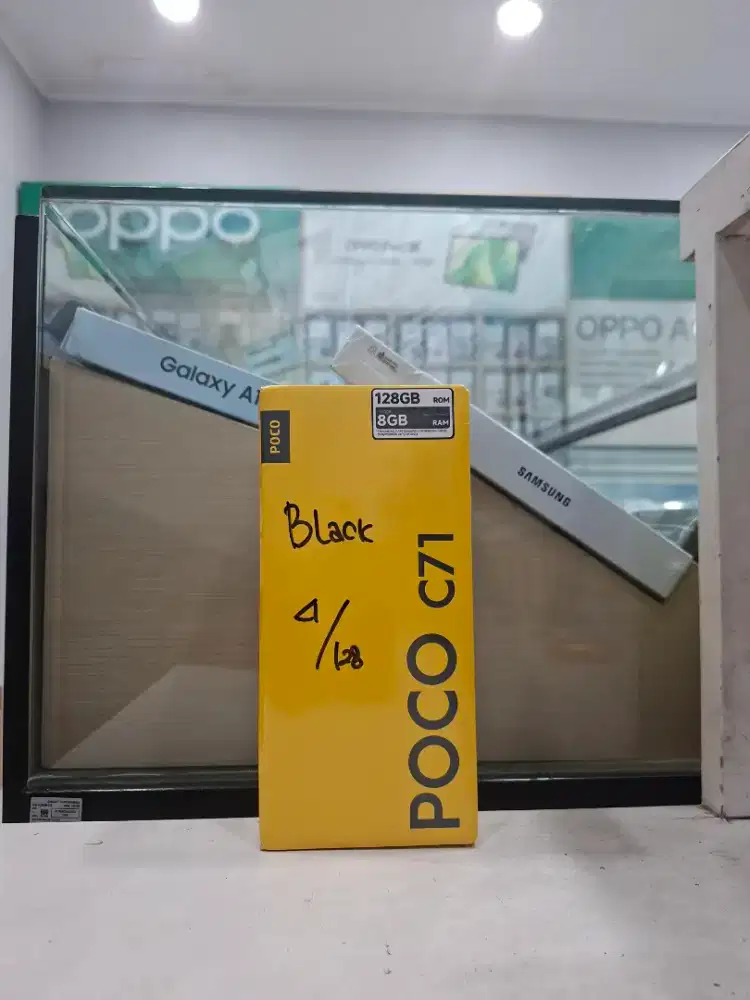 oppo
OPPO A
Galaxy A1
SAMSUNG
POCO
128GB ROM
8GB RAM
Black
4/128
POCO C71